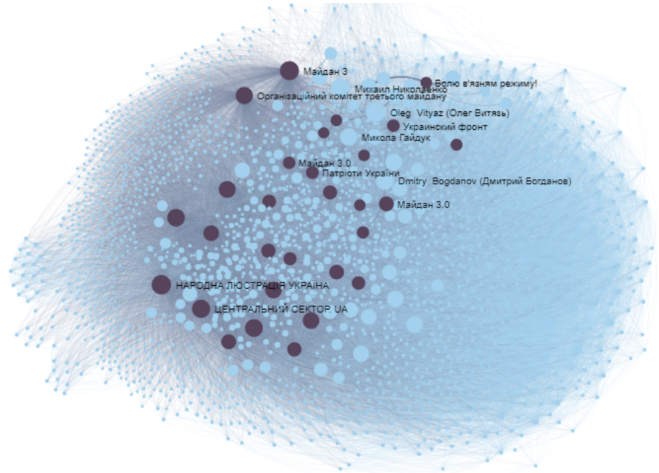 Майдан 3
Волю в'язням режиму!
Михаил Николаенко
Організаційний комітет третього майдану
Oleg Vityaz (Олег Витязь)
Украинский фронт
Микола Гайдук
Майдан 3.0
Патріоти України
Dmitry Bogdanov (Дмитрий Богданов)
Майдан 3.0
НАРОДНА ЛЮСТРАЦІЯ УКРАЇНА
ЦЕНТРАЛЬНИЙ СЕКТОР. UA